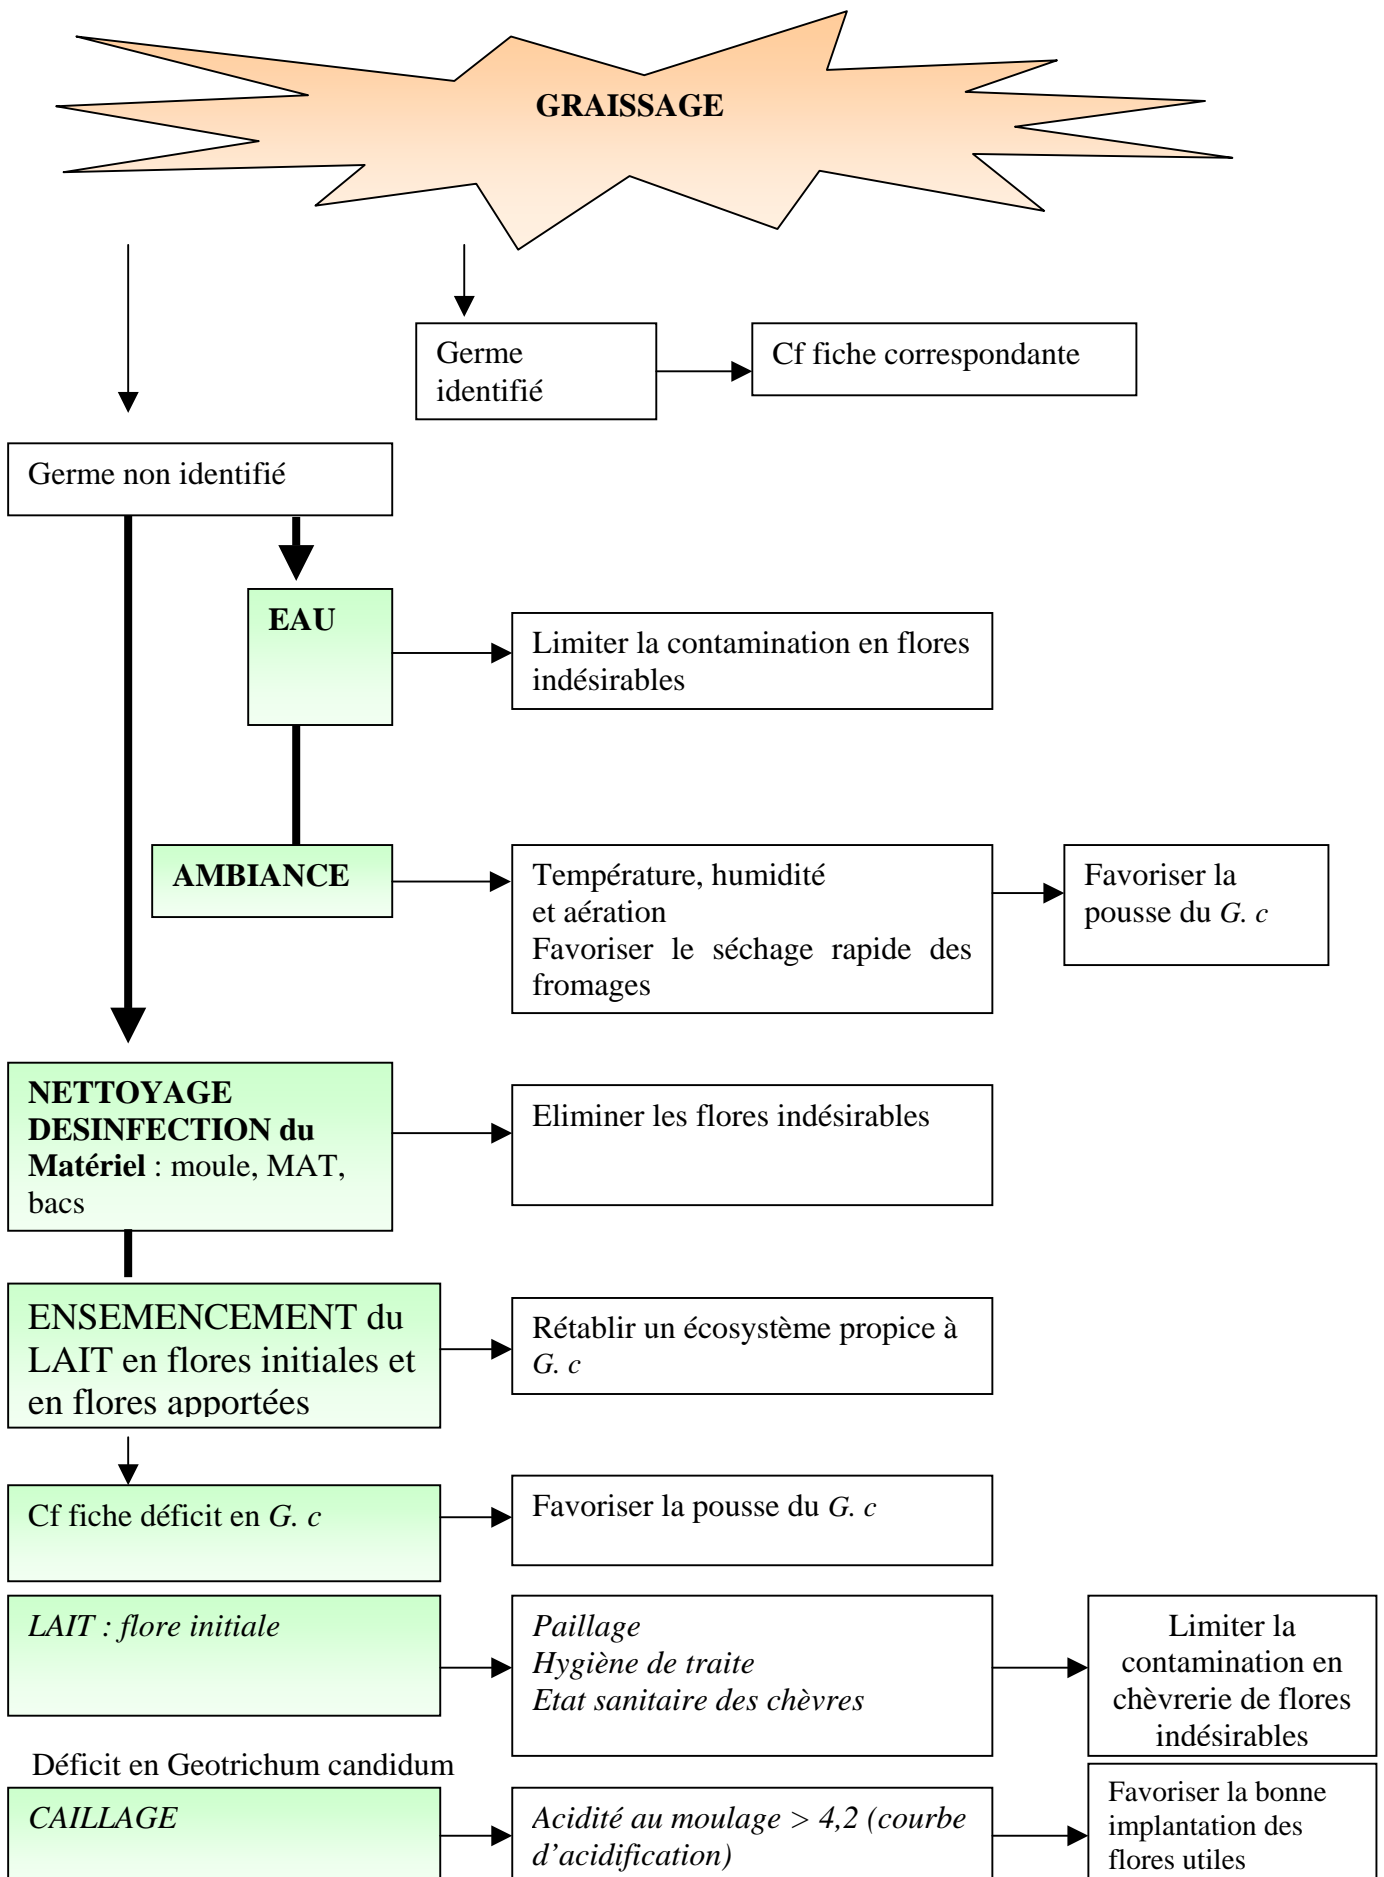 GRAISSAGE
Germe
identifié
Cf fiche correspondante
Germe non identifié
EAU
Limiter la contamination en flores
indésirables
AMBIANCE
Température, humidité
et aération
Favoriser le séchage rapide des
fromages
Favoriser la
pousse du G. c
NETTOYAGE
DESINFECTION du
Matériel : moule, MAT,
bacs
Eliminer les flores indésirables
ENSEMENCEMENT du
LAIT en flores initiales et
en flores apportées
Rétablir un écosystème propice à
G. c
Cf fiche déficit en G. c
Favoriser la pousse du G. c
LAIT : flore initiale
Paillage
Hygiène de traite
Etat sanitaire des chèvres
Limiter la
contamination en
chèvrerie de flores
indésirables
Déficit en Geotrichum candidum
CAILLAGE
Acidité au moulage > 4,2 (courbe
d’acidification)
Favoriser la bonne
implantation des
flores utiles